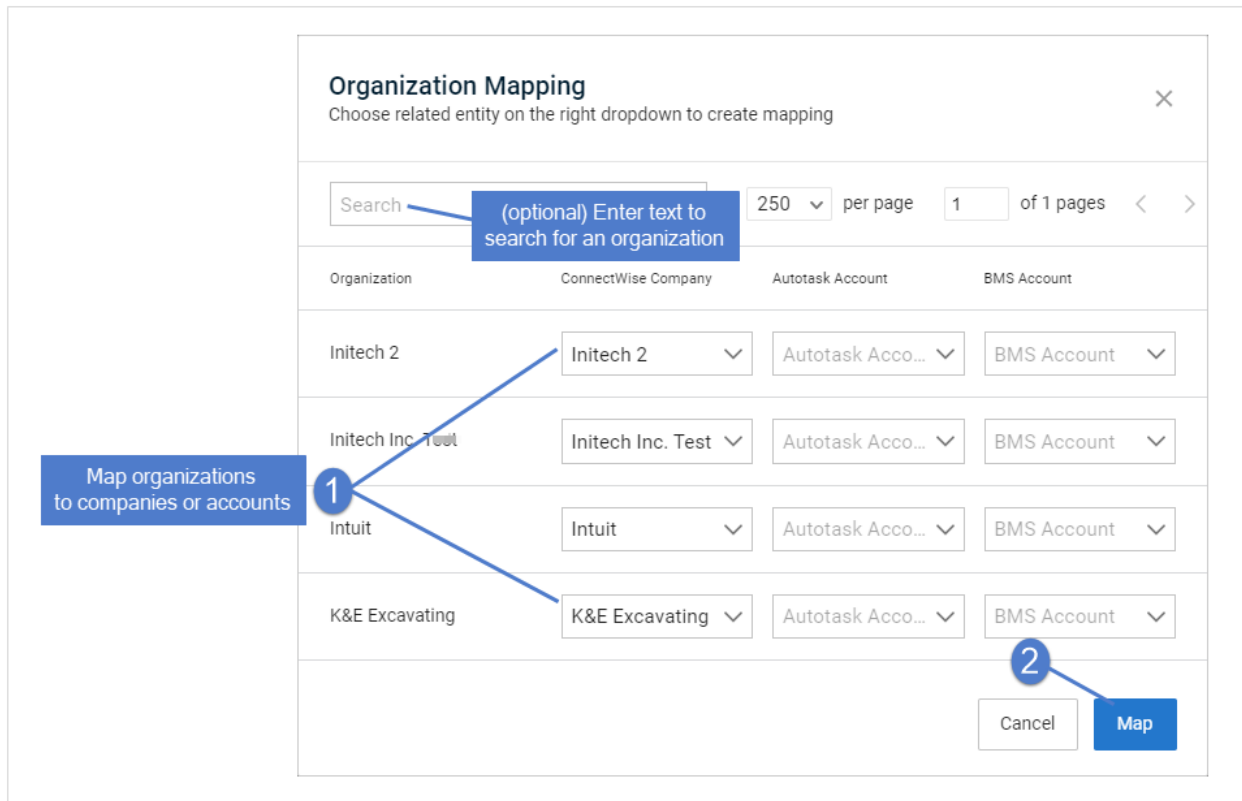 Organization Mapping
Choose related entity on the right dropdown to create mapping
Search
250 per page 1 of 1 pages
(optional) Enter text to
search for an organization
Organization ConnectWise Company Autotask Account BMS Account
Initech 2 Initech 2 Autotask Acco... BMS Account
Initech Inc. Test Initech Inc. Test Autotask Acco... BMS Account
Map organizations
to companies or accounts
1
Intuit Intuit Autotask Acco... BMS Account
K&E Excavating K&E Excavating Autotask Acco... BMS Account
2
Cancel Map